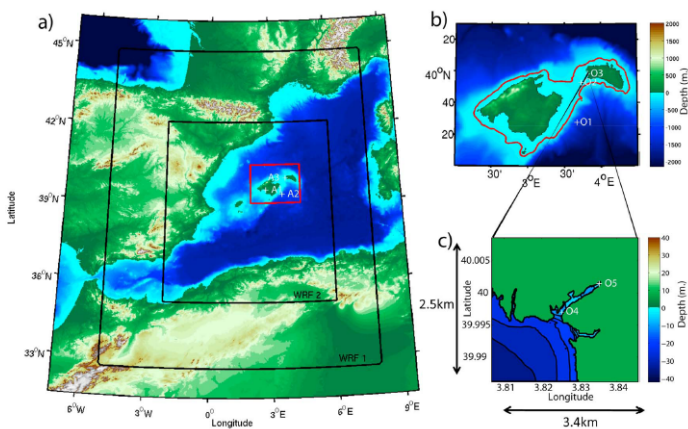 a)
45°N
42°N
39°N
36°N
33°N
Latitude
6°W
3°W
0°E
3°E
6°E
9°E
Longitude
A3
A1
+ A2
WRF 2
WRF 1
b)
20
40°N
40
20
30'
3°E
30'
4°E
O3
+O1
2000
1500
1000
500
0
500
1000
1500
2000
Depth (m.)
c)
40.005
40
39.995
39.99
Latitude
2.5km
+ O5
O4
3.81
3.82
3.83
3.84
Longitude
3.4km
40
30
20
10
0
−10
−20
−30
−40
Depth (m.)